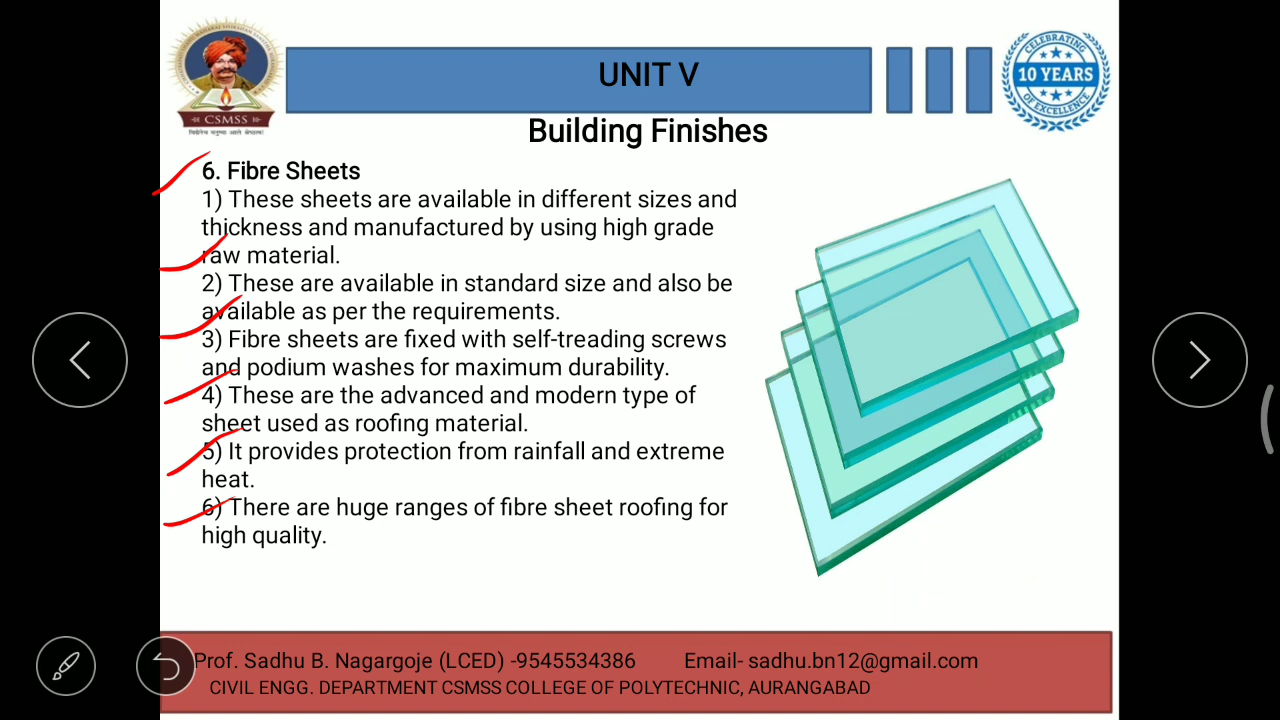 UNIT V
CELEBRATING
10 YEARS
OF EXCELLENCE
CSMSS
Building Finishes
6. Fibre Sheets
1) These sheets are available in different sizes and
thickness and manufactured by using high grade
raw material.
2) These are available in standard size and also be
available as per the requirements.
3) Fibre sheets are fixed with self-treading screws
and podium washes for maximum durability.
4) These are the advanced and modern type of
sheet used as roofing material.
5) It provides protection from rainfall and extreme
heat.
6) There are huge ranges of fibre sheet roofing for
high quality.
Prof. Sadhu B. Nagargoje (LCED) -9545534386 Email- sadhu.bn12@gmail.com
CIVIL ENGG. DEPARTMENT CSMSS COLLEGE OF POLYTECHNIC, AURANGABAD